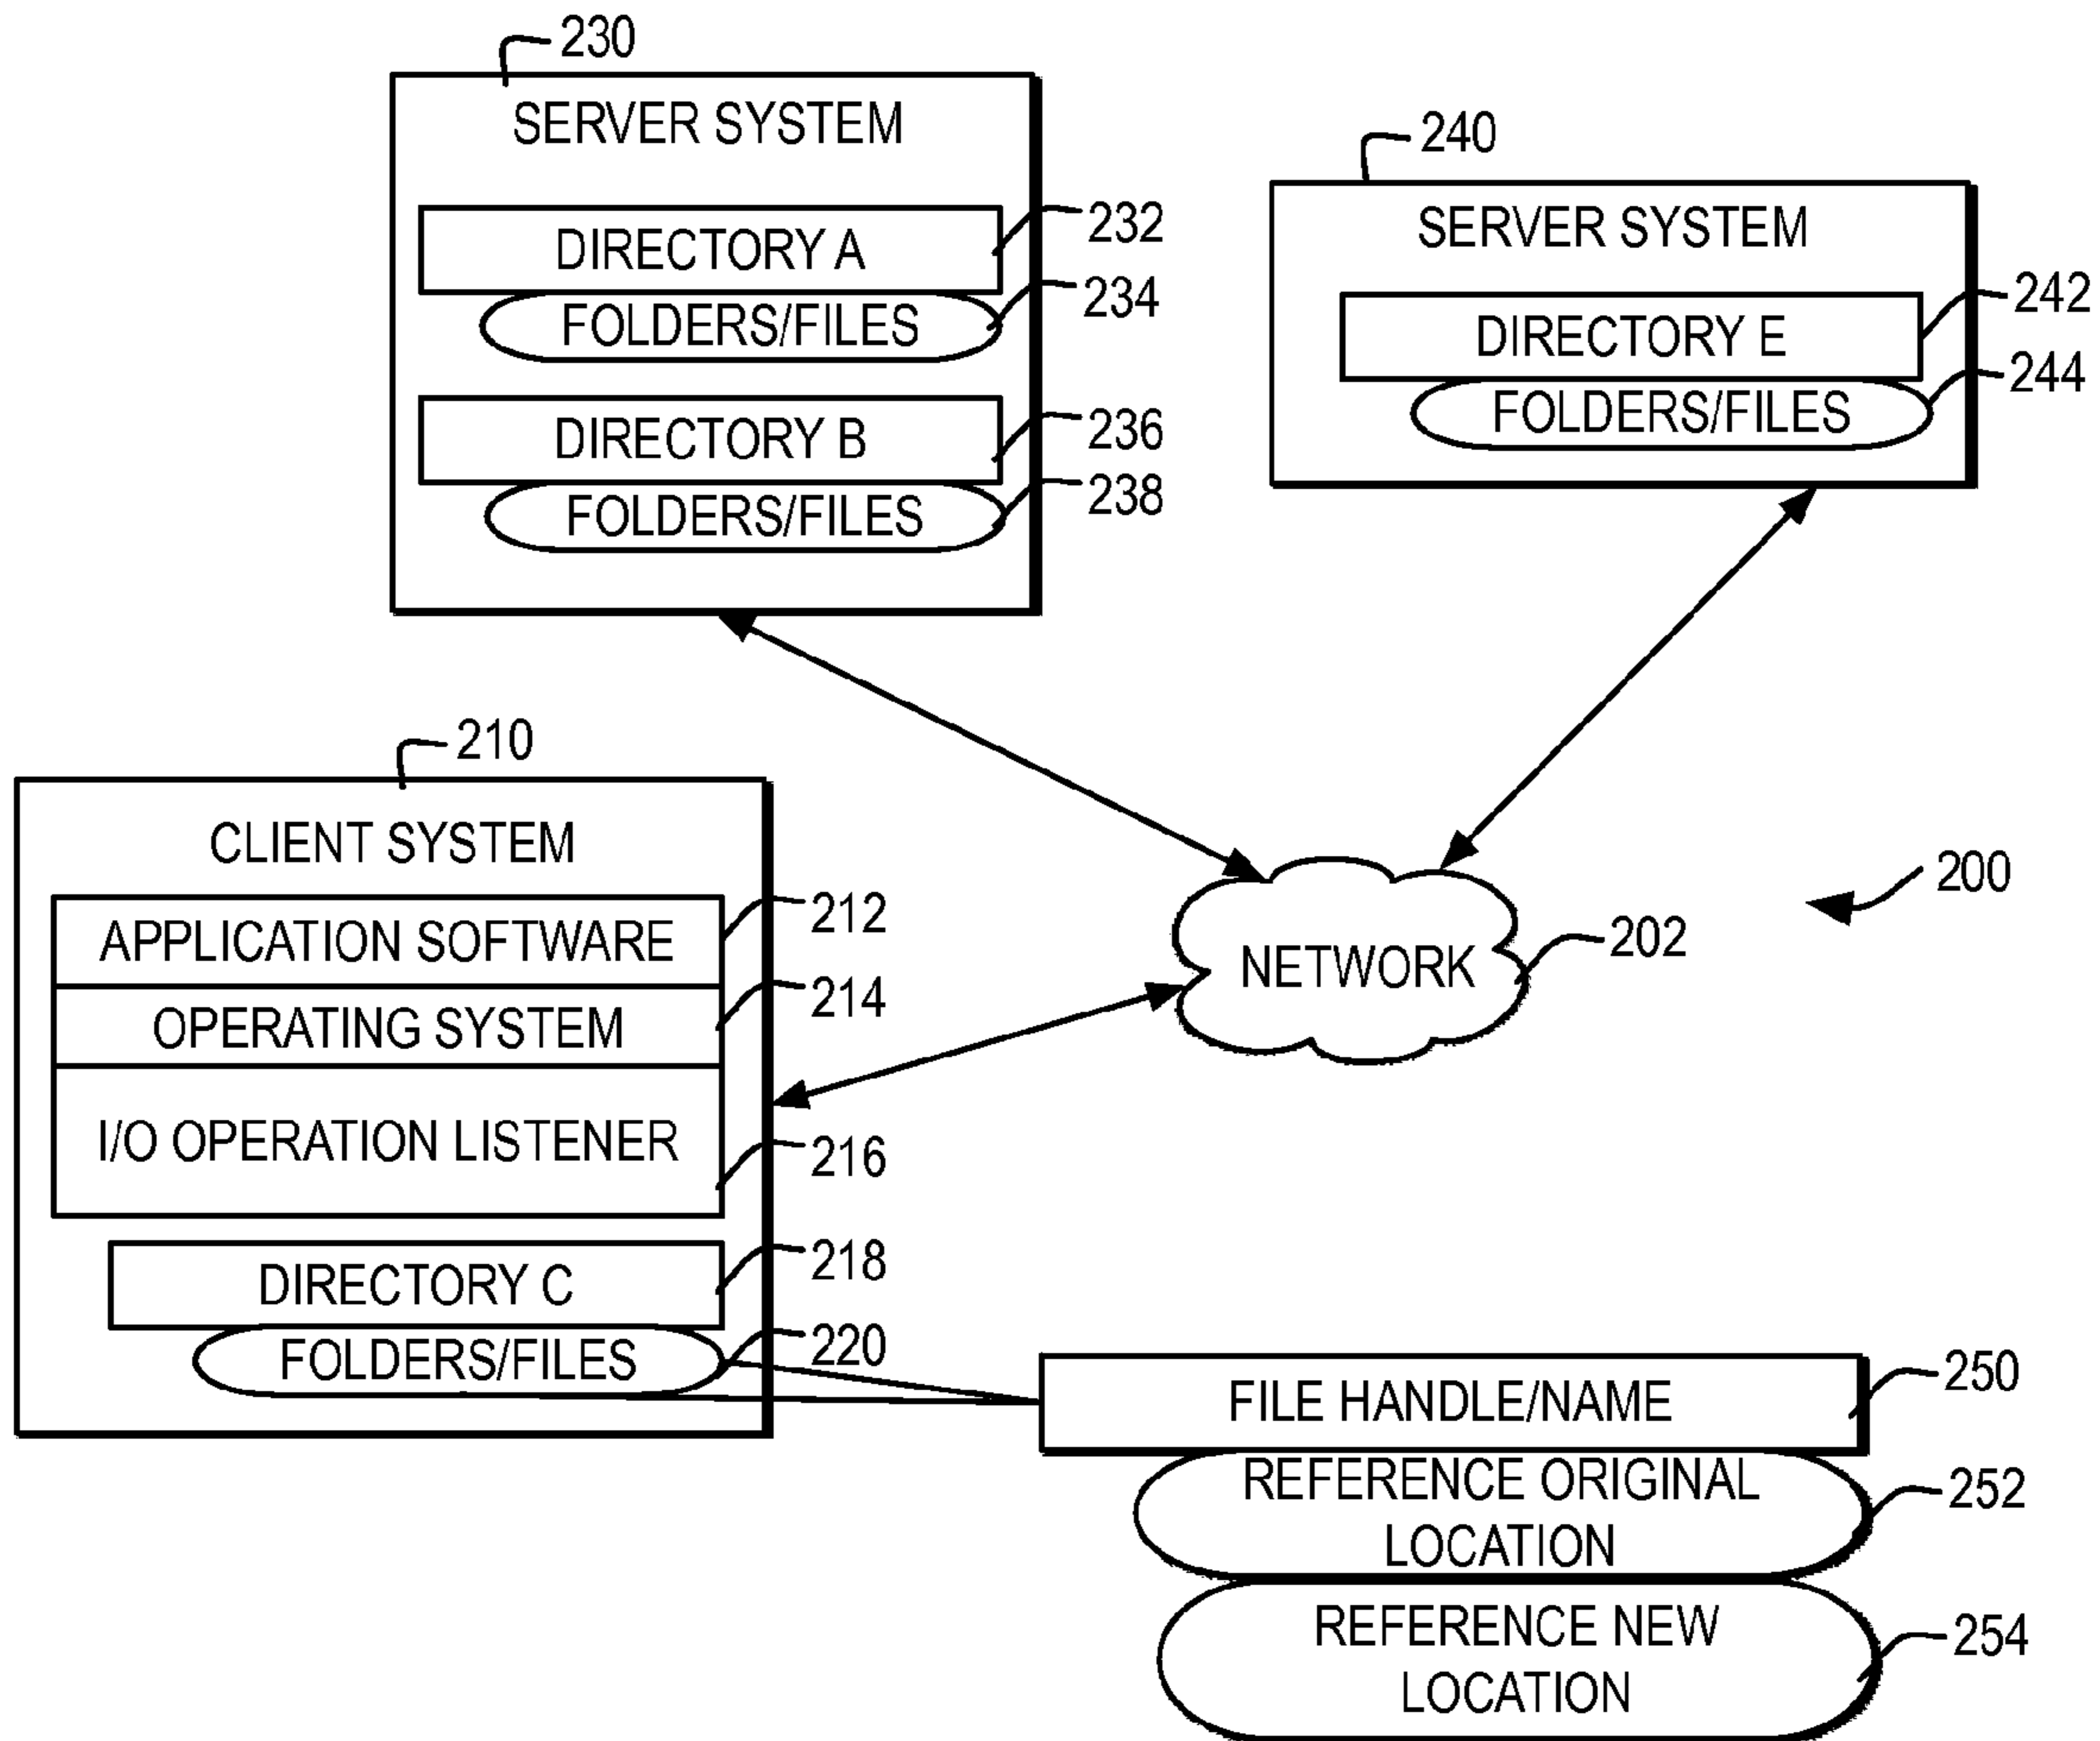 230
SERVER SYSTEM
DIRECTORY A
232
FOLDERS/FILES
234
DIRECTORY B
236
FOLDERS/FILES
238
240
SERVER SYSTEM
DIRECTORY E
242
FOLDERS/FILES
244
210
CLIENT SYSTEM
APPLICATION SOFTWARE
212
OPERATING SYSTEM
214
I/O OPERATION LISTENER
216
DIRECTORY C
218
FOLDERS/FILES
220
NETWORK
202
200
FILE HANDLE/NAME
250
REFERENCE ORIGINAL
LOCATION
252
REFERENCE NEW
LOCATION
254